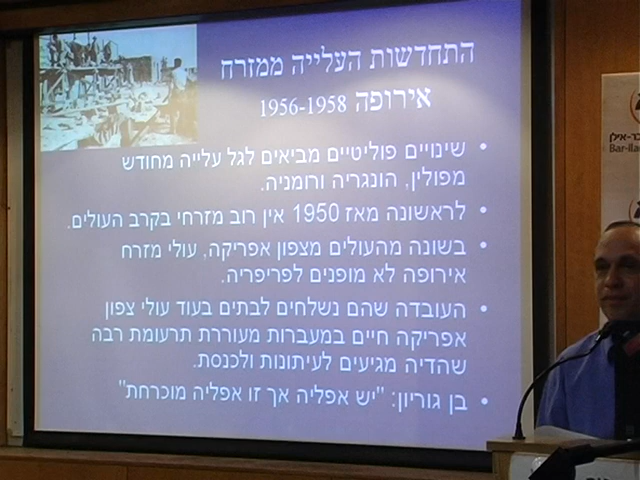 התחדשות העלייה ממזרח
אירופה 1956-1958
• שינויים פוליטיים מביאים לגל עלייה מחודש
מפולין, הונגריה ורומניה.
• לראשונה מאז 1950 אין רוב מזרחי בקרב העולים.
• בשונה מהעולים מצפון אפריקה, עולי מזרח
אירופה לא מופנים לפריפריה.
• העובדה שהם נשלחים לבתים בעוד עולי צפון
אפריקה חיים במעברות מעוררת תרעומת רבה
שהדיה מגיעים לעיתונות ולכנסת.
• בן גוריון: "יש אפליה אך זו אפליה מוכרחת"
בר-אילן